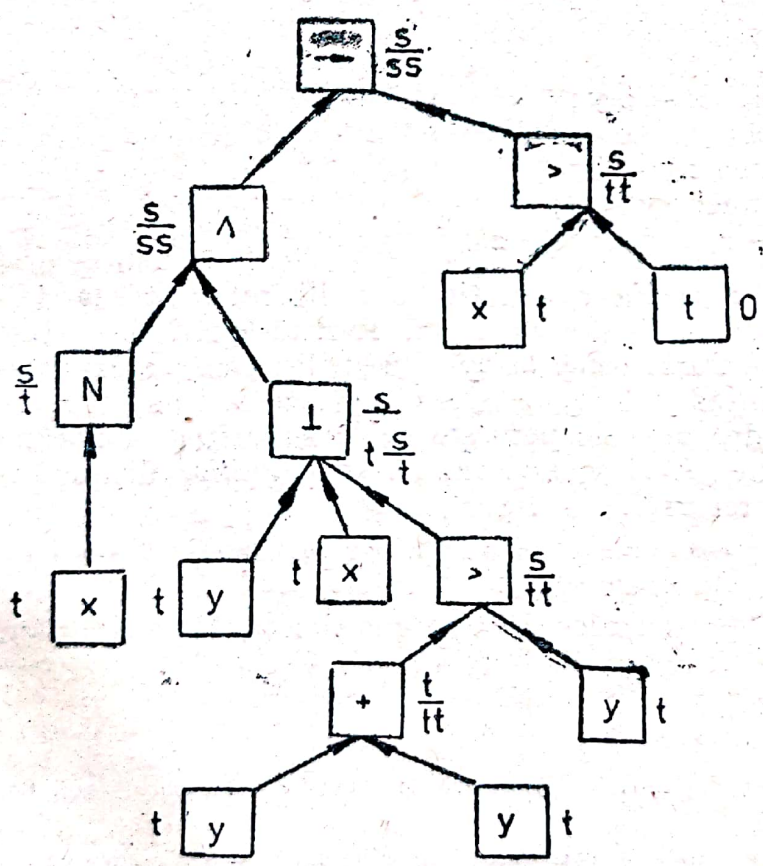 → s/ss
> s/tt
s/ss ∧
x t t 0
s/t N
⊥ s/(t s/t)
t x t y t x > s/tt
+ t/tt y t
t y y t